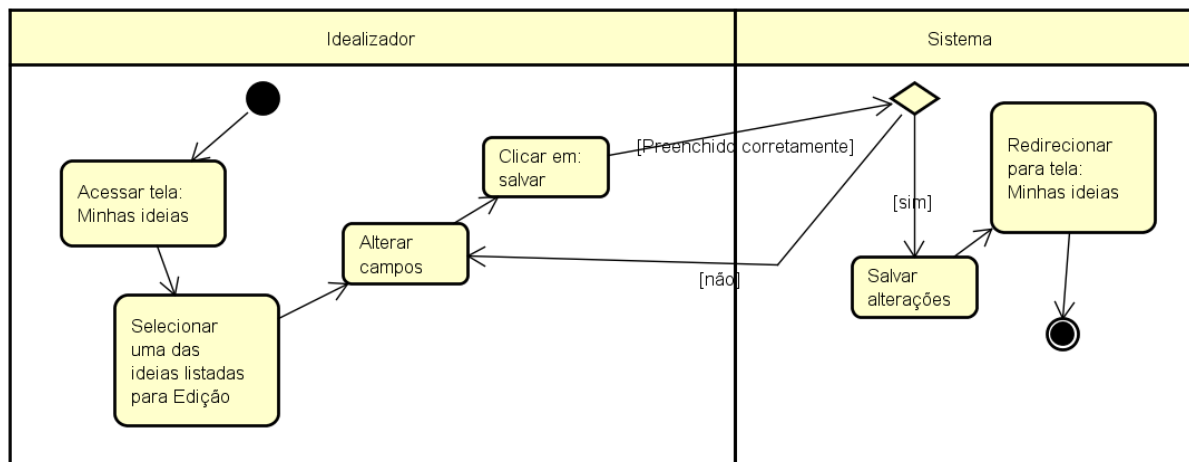 Idealizador
Sistema
Acessar tela:
Minhas ideias
Selecionar
uma das
ideias listadas
para Edição
Alterar
campos
Clicar em:
salvar
[Preenchido corretamente]
[não]
[sim]
Salvar
alterações
Redirecionar
para tela:
Minhas ideias